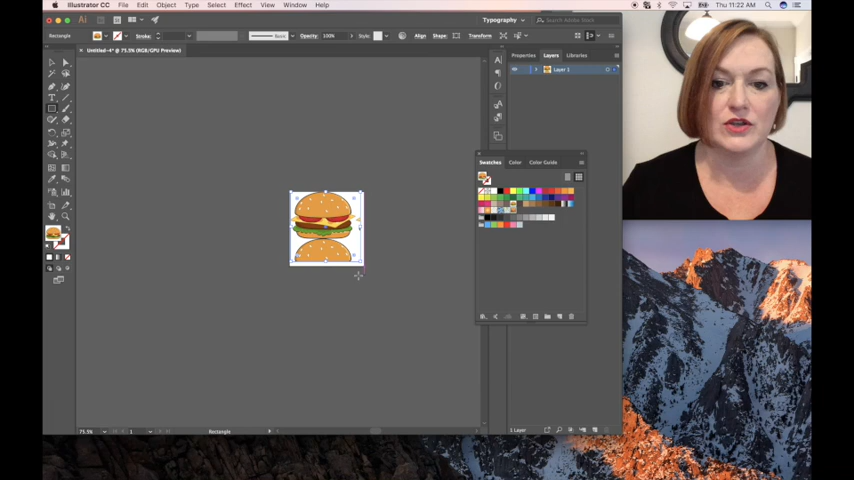 Illustrator CC File Edit Object Type Select Effect View Window Help
Thu 11:22 AM
Ai
Typography
Search Adobe Stock
Rectangle
Stroke:
Basic
Opacity: 100%
Style:
Align
Shape:
Transform
Untitled-4* @ 75.5% (RGB/GPU Preview)
Properties Layers Libraries
Layer 1
Swatches Color Color Guide
75.5%
1
Rectangle
1 Layer